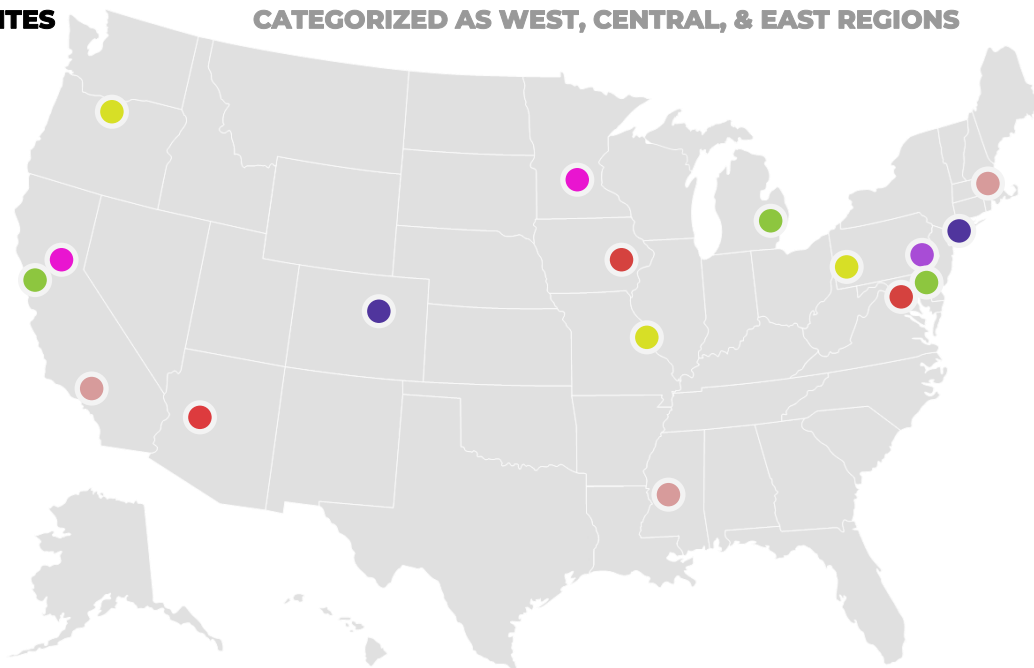 ITES
CATEGORIZED AS WEST, CENTRAL, & EAST REGIONS